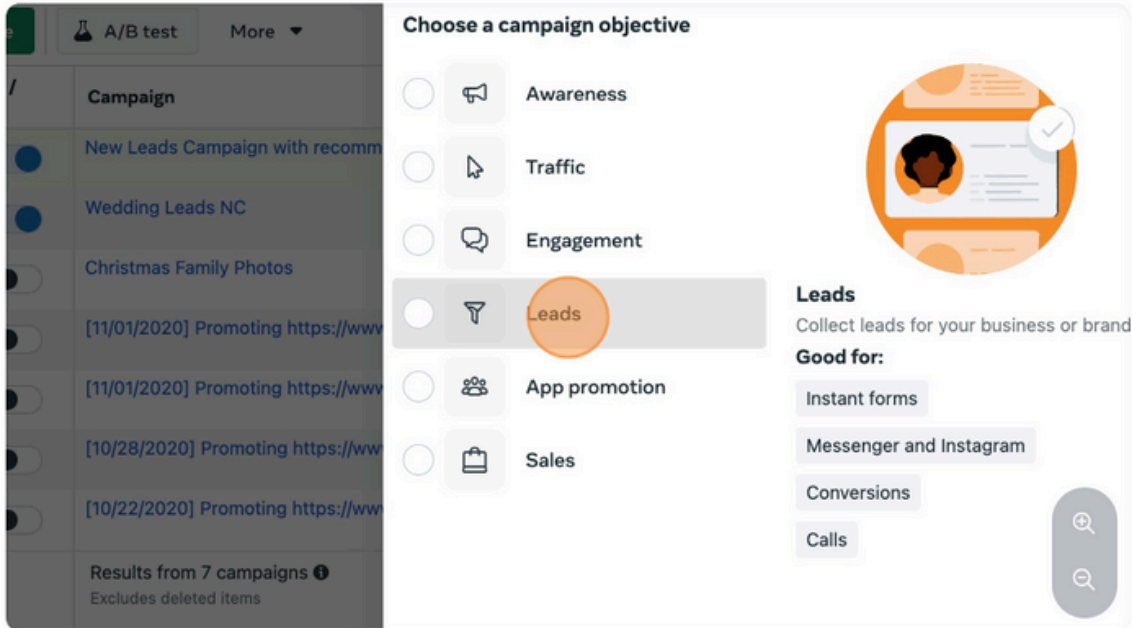 A/B test
More
Choose a campaign objective
Campaign
New Leads Campaign with recomm
Wedding Leads NC
Christmas Family Photos
[11/01/2020] Promoting https://www
[11/01/2020] Promoting https://www
[10/28/2020] Promoting https://www
[10/22/2020] Promoting https://www
Results from 7 campaigns
Excludes deleted items
Awareness
Traffic
Engagement
Leads
App promotion
Sales
Leads
Collect leads for your business or brand
Good for:
Instant forms
Messenger and Instagram
Conversions
Calls